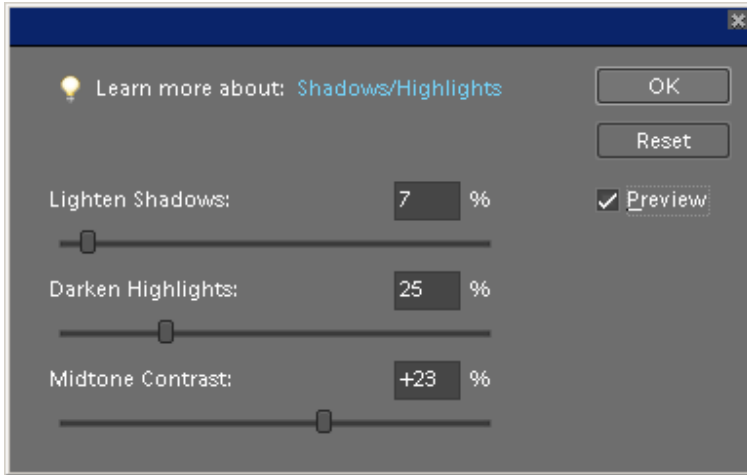 Learn more about: Shadows/Highlights
OK
Reset
Lighten Shadows: 7 %
Preview
Darken Highlights: 25 %
Midtone Contrast: +23 %